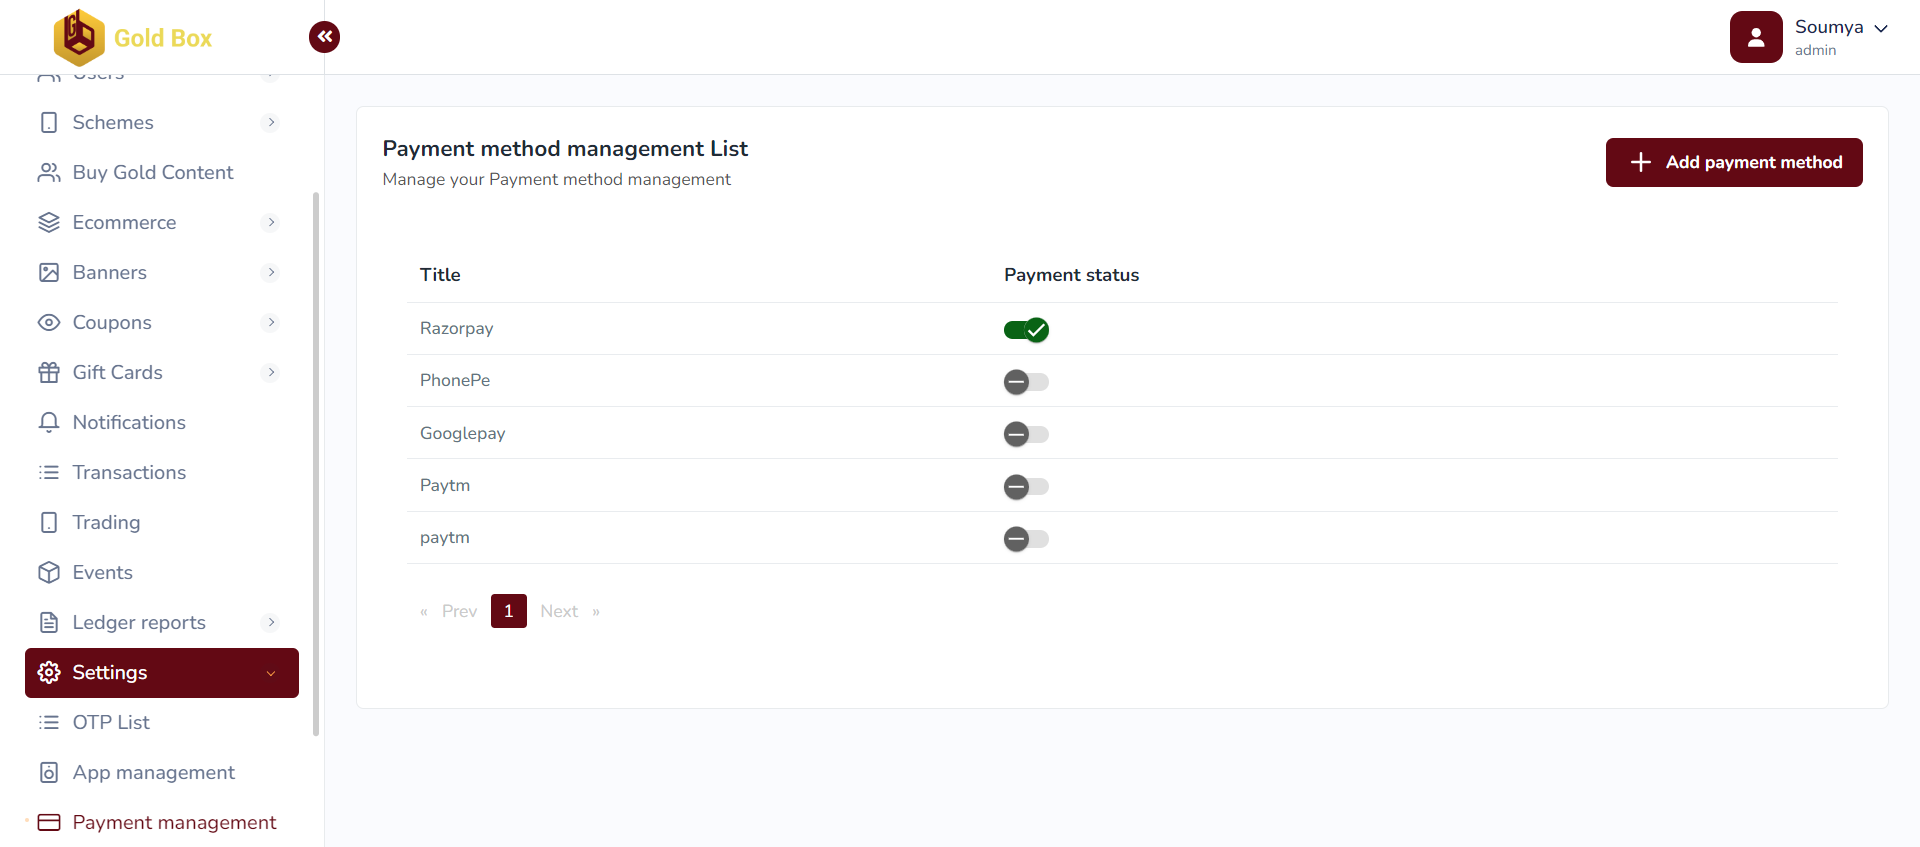 Gold Box
Soumya
admin
Users
Schemes
Buy Gold Content
Ecommerce
Banners
Coupons
Gift Cards
Notifications
Transactions
Trading
Events
Ledger reports
Settings
OTP List
App management
Payment management
Payment method management List
Manage your Payment method management
Add payment method
Title Payment status
Razorpay
PhonePe
Googlepay
Paytm
paytm
« Prev 1 Next »